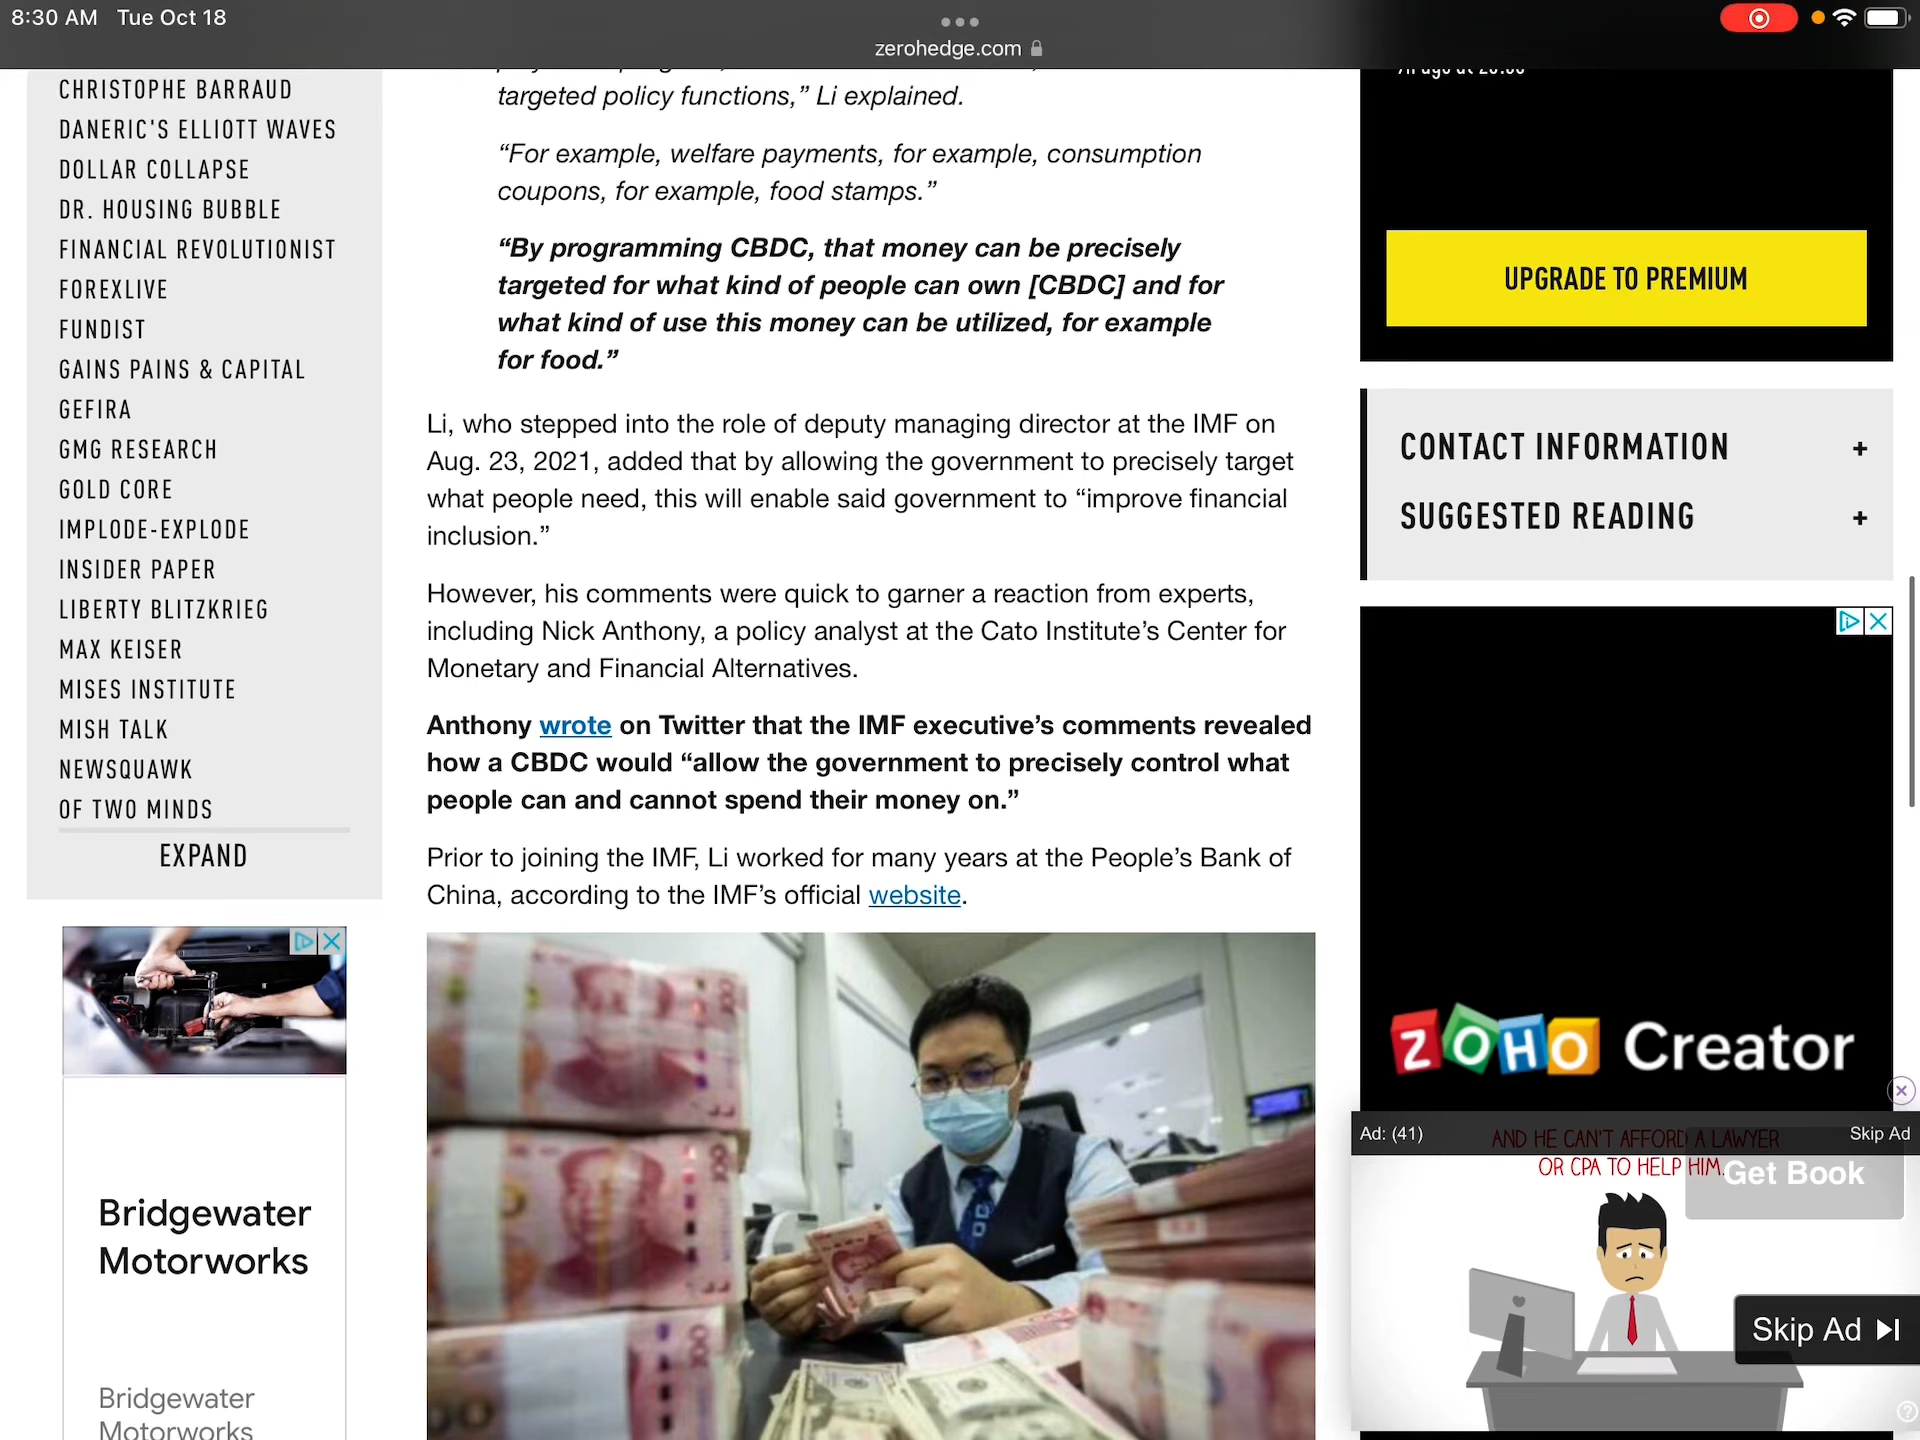 8:30 AM Tue Oct 18
zerohedge.com
CHRISTOPHE BARRAUD
DANERIC'S ELLIOTT WAVES
DOLLAR COLLAPSE
DR. HOUSING BUBBLE
FINANCIAL REVOLUTIONIST
FOREXLIVE
FUNDIST
GAINS PAINS & CAPITAL
GEFIRA
GMG RESEARCH
GOLD CORE
IMPLODE-EXPLODE
INSIDER PAPER
LIBERTY BLITZKRIEG
MAX KEISER
MISES INSTITUTE
MISH TALK
NEWSQUAWK
OF TWO MINDS
EXPAND
Bridgewater
Motorworks
Bridgewater
Motorworks
targeted policy functions,” Li explained.
“For example, welfare payments, for example, consumption
coupons, for example, food stamps.”
“By programming CBDC, that money can be precisely
targeted for what kind of people can own [CBDC] and for
what kind of use this money can be utilized, for example
for food.”
Li, who stepped into the role of deputy managing director at the IMF on
Aug. 23, 2021, added that by allowing the government to precisely target
what people need, this will enable said government to “improve financial
inclusion.”
However, his comments were quick to garner a reaction from experts,
including Nick Anthony, a policy analyst at the Cato Institute’s Center for
Monetary and Financial Alternatives.
Anthony wrote on Twitter that the IMF executive’s comments revealed
how a CBDC would “allow the government to precisely control what
people can and cannot spend their money on.”
Prior to joining the IMF, Li worked for many years at the People’s Bank of
China, according to the IMF’s official website.
UPGRADE TO PREMIUM
CONTACT INFORMATION +
SUGGESTED READING +
ZOHO Creator
Ad: (41)
Skip Ad
AND HE CAN'T AFFORD A LAWYER
OR CPA TO HELP HIM.
Get Book
Skip Ad